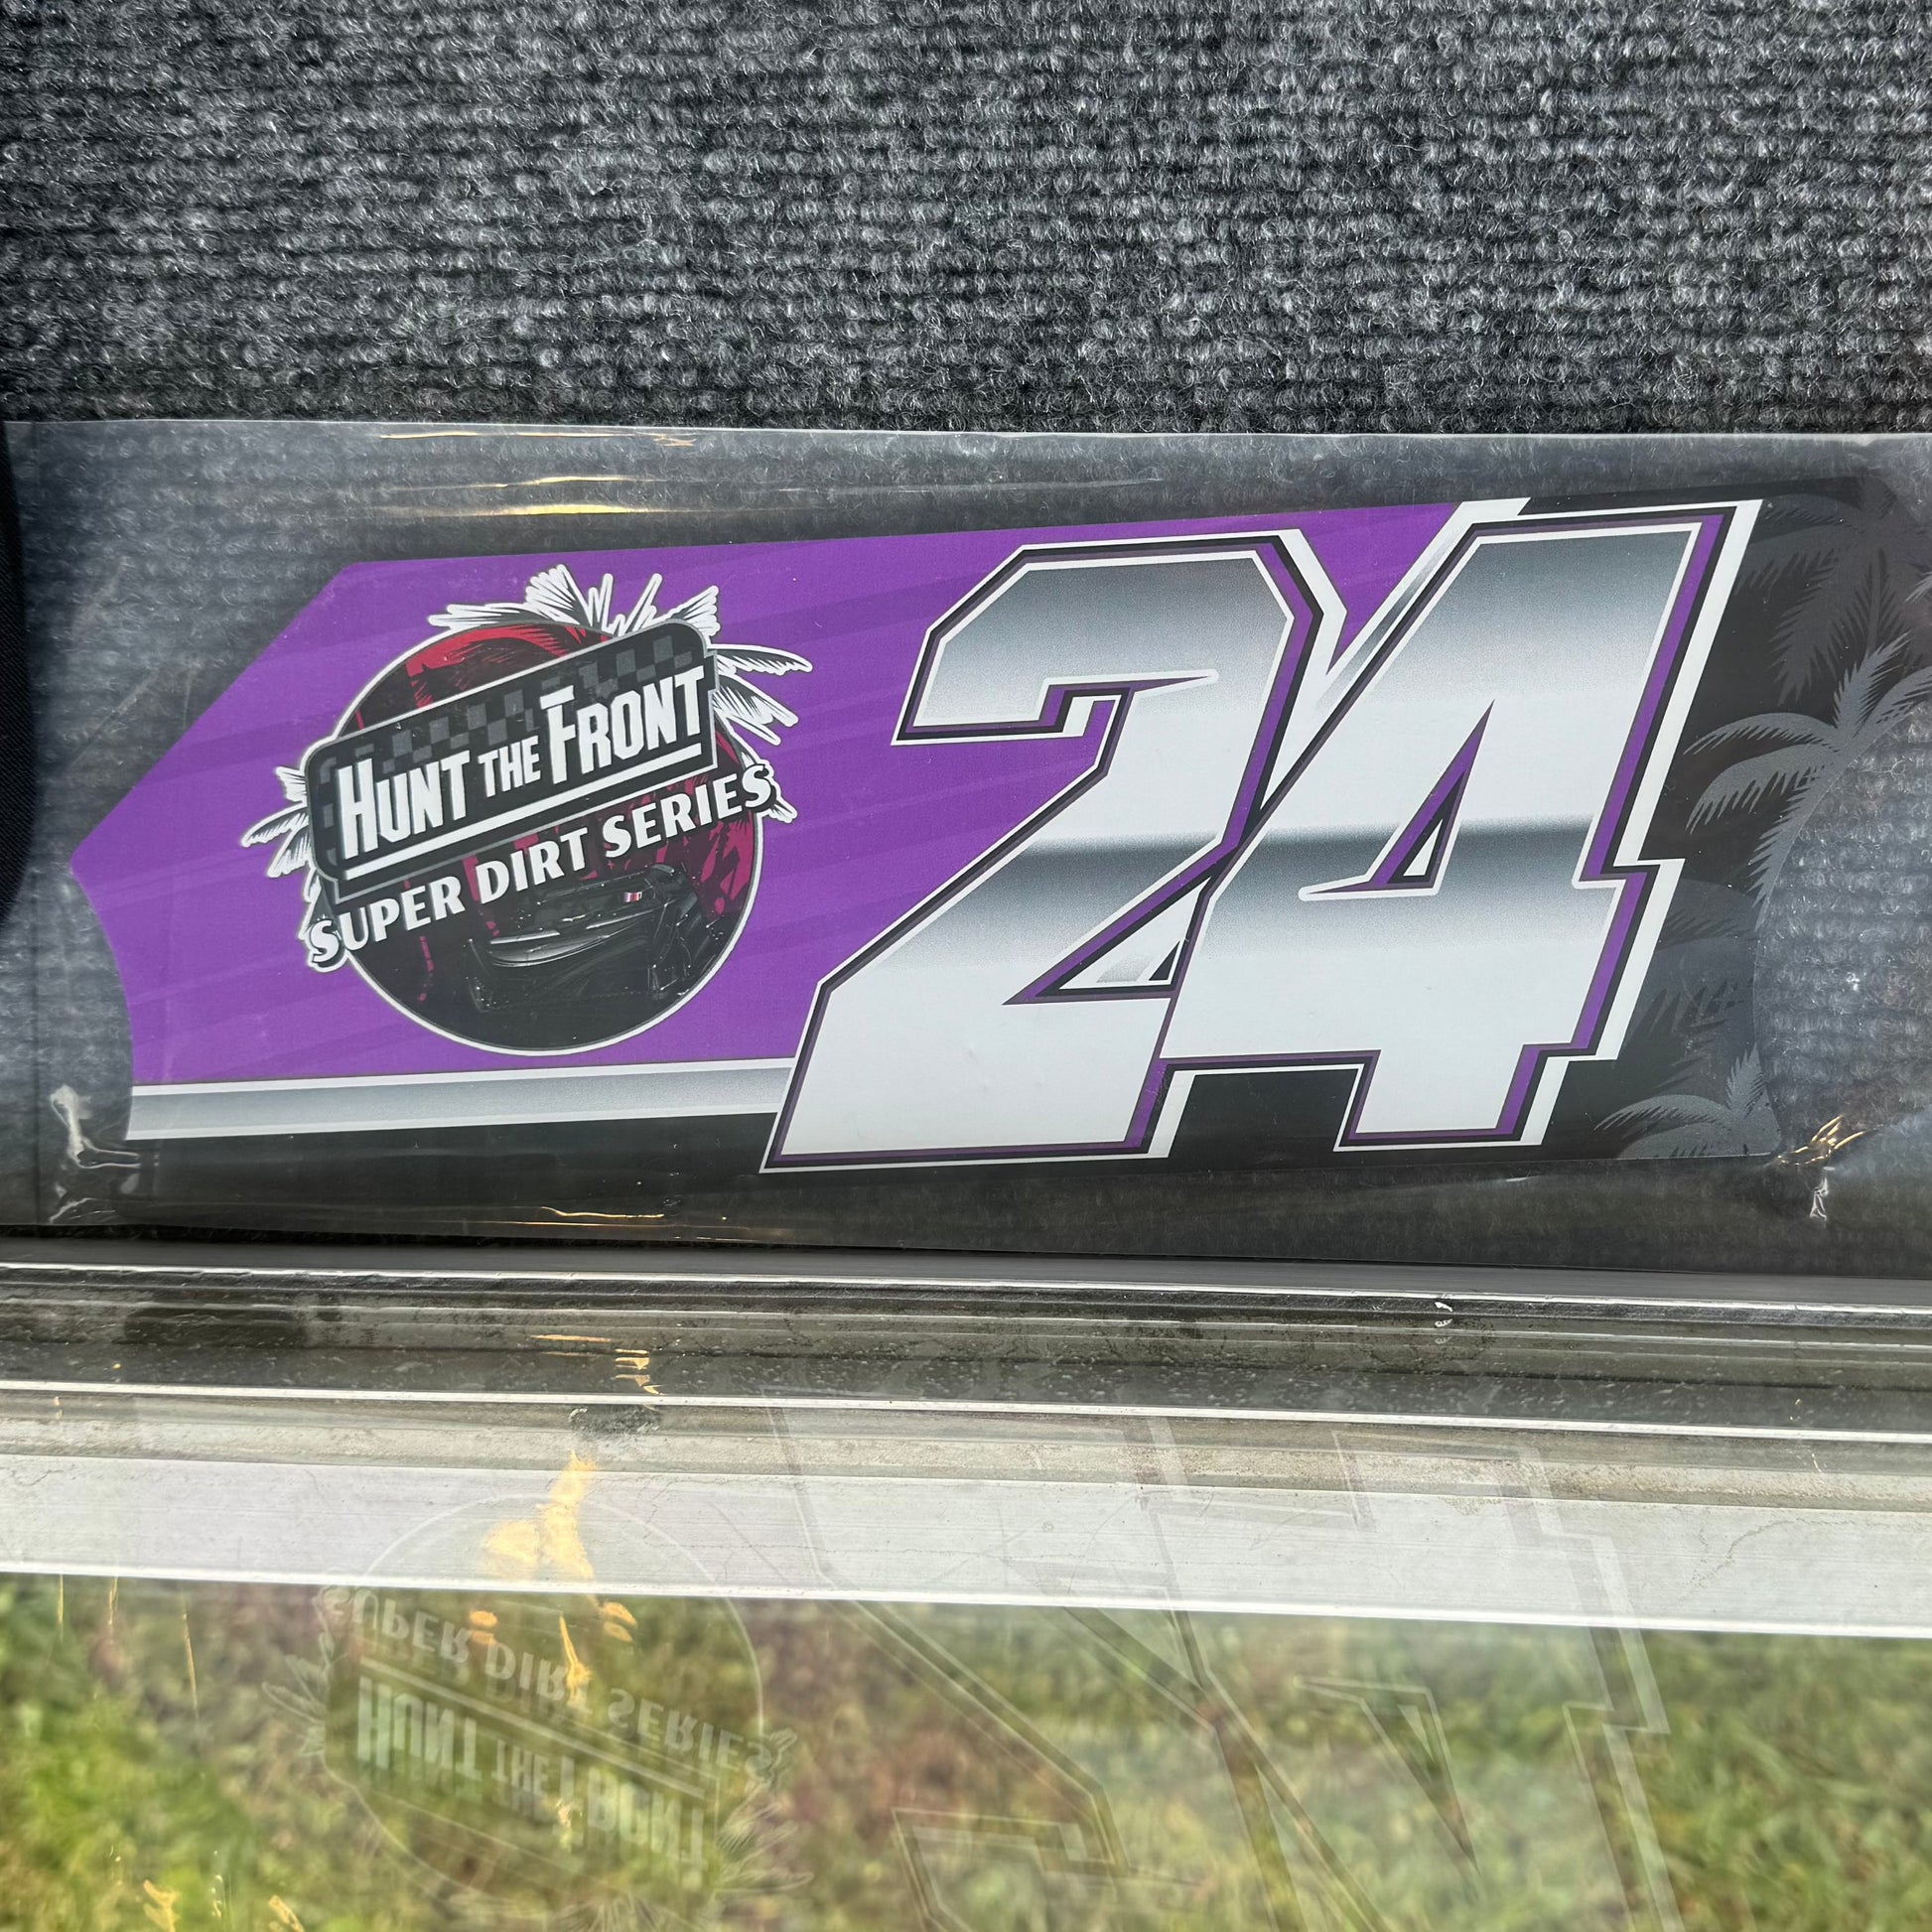 HUNT THE FRONT
SUPER DIRT SERIES
24